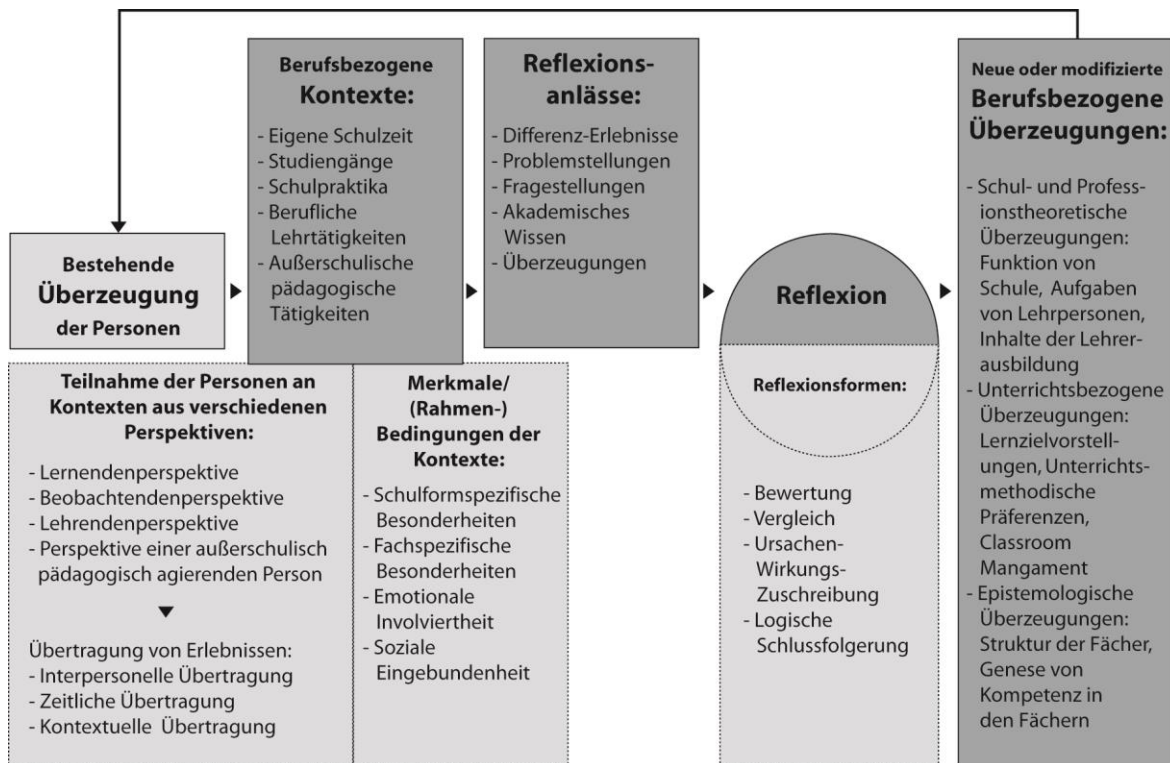 Bestehende
Überzeugung
der Personen
Berufsbezogene
Kontexte:
- Eigene Schulzeit
- Studiengänge
- Schulpraktika
- Berufliche
Lehrtätigkeiten
- Außerschulische
pädagogische
Tätigkeiten
Reflexions-
anlässe:
- Differenz-Erlebnisse
- Problemstellungen
- Fragestellungen
- Akademisches
Wissen
- Überzeugungen
Teilnahme der Personen an
Kontexten aus verschiedenen
Perspektiven:
- Lernendenperspektive
- Beobachtendenperspektive
- Lehrendenperspektive
- Perspektive einer außerschulisch
pädagogisch agierenden Person
Übertragung von Erlebnissen:
- Interpersonelle Übertragung
- Zeitliche Übertragung
- Kontextuelle Übertragung
Merkmale/
(Rahmen-)
Bedingungen der
Kontexte:
- Schulformspezifische
Besonderheiten
- Fachspezifische
Besonderheiten
- Emotionale
Involviertheit
- Soziale
Eingebundenheit
Reflexion
Reflexionsformen:
- Bewertung
- Vergleich
- Ursachen-
Wirkungs-
Zuschreibung
- Logische
Schlussfolgerung
Neue oder modifizierte
Berufsbezogene
Überzeugungen:
- Schul- und Profess-
ionstheoretische
Überzeugungen:
Funktion von
Schule, Aufgaben
von Lehrpersonen,
Inhalte der Lehrer-
ausbildung
- Unterrichtsbezogene
Überzeugungen:
Lernzielvorstell-
ungen, Unterrichts-
methodische
Präferenzen,
Classroom
Mangament
- Epistemologische
Überzeugungen:
Struktur der Fächer,
Genese von
Kompetenz in
den Fächern